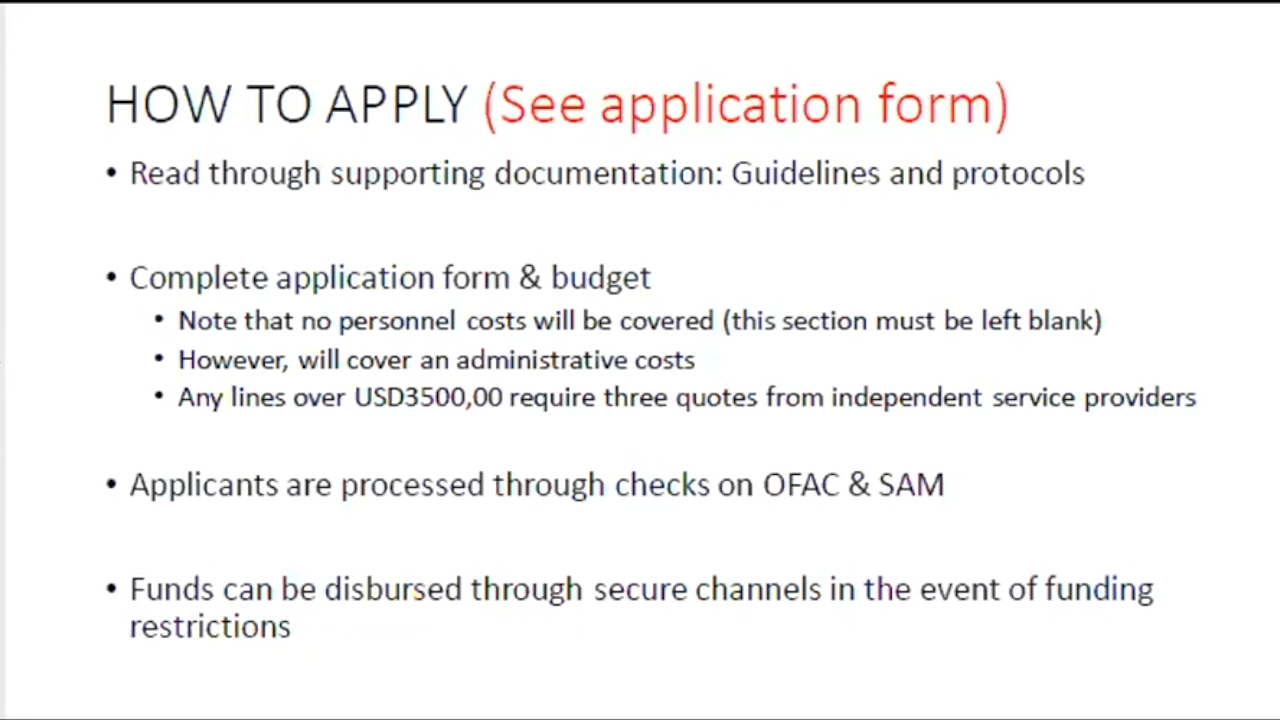 HOW TO APPLY (See application form)
• Read through supporting documentation: Guidelines and protocols
• Complete application form & budget
• Note that no personnel costs will be covered (this section must be left blank)
• However, will cover an administrative costs
• Any lines over USD3500,00 require three quotes from independent service providers
• Applicants are processed through checks on OFAC & SAM
• Funds can be disbursed through secure channels in the event of funding
restrictions